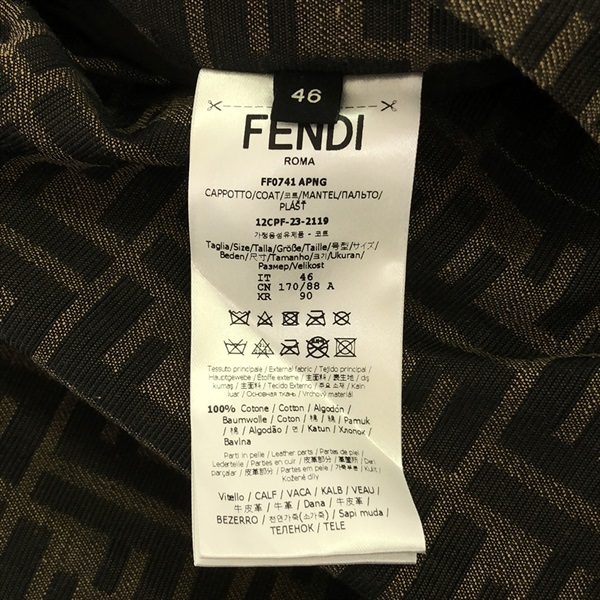 46
FENDI
ROMA
FF0741 APNG
CAPPOTTO/COAT/코트/MANTEL/ПАЛЬТО/
PLÁŠŤ
12CPF-23-2119
가정용섬유제품 - 코트
Taglia/Size/Talla/Größe/Taille/号型/サイズ/
Beden/尺寸/Tamanho/크기/Ukuran/
Размер/Velikost
IT 46
CN 170/88 A
KR 90
Tessuto principale / External fabric / Tejido principal /
Hauptgewebe / Étoffe externe / 主面料 / 表生地 / dış
kumaş / 主面料 / Tecido Externo / 주요 소재 / Kain
luar / Основная ткань / Vrchový materiál
100% Cotone / Cotton / Algodón /
Baumwolle / Coton / 棉 / 綿 / Pamuk
/ 棉 / Algodão / 면 / Katun / Хлопок /
Bavlna
Parti in pelle / Leather parts / Partes en piel /
Lederteile / Parties en cuir / 皮革部分 / 革箇所 / Deri
parçalar / 皮革部分 / Partes em pele / 가죽부분 / Kulit /
Kožené díly
Vitello / CALF / VACA / KALB / VEAU /
牛皮革 / 牛革 / Dana / 牛皮革 /
BEZERRO / 천연가죽(소가죽) / Sapi muda /
ТЕЛЕНОК / TELE